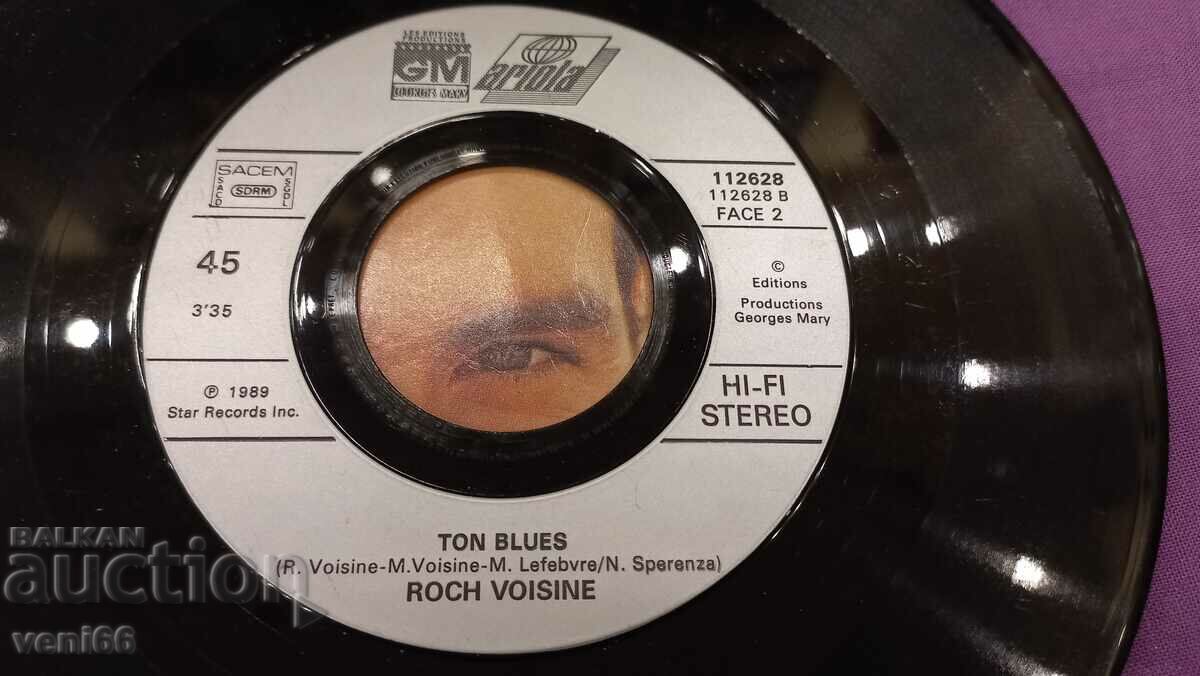 LES EDITIONS
PRODUCTIONS
GM
GEORGES MARY
ariola
SACEM
SACD
SDRM
SGDL
45
3'35
℗ 1989
Star Records Inc.
112628
112628 B
FACE 2
©
Editions
Productions
Georges Mary
HI-FI
STEREO
TON BLUES
(R. Voisine-M.Voisine-M. Lefebvre/N. Sperenza)
ROCH VOISINE
BALKAN
auction
veni66